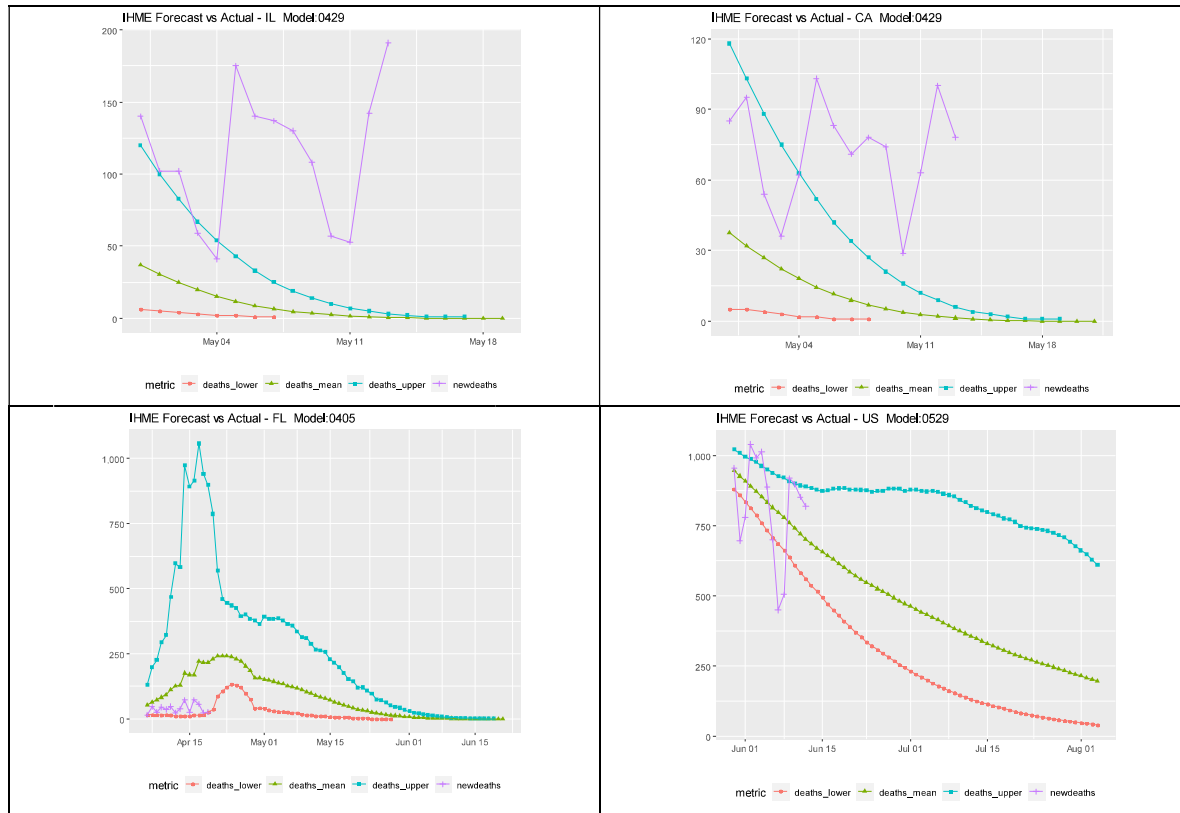 IHME Forecast vs Actual - IL Model:0429
200
150
100
50
0
May 04 May 11 May 18
metric deaths_lower deaths_mean deaths_upper newdeaths
IHME Forecast vs Actual - CA Model:0429
120
90
60
30
0
May 04 May 11 May 18
metric deaths_lower deaths_mean deaths_upper newdeaths
IHME Forecast vs Actual - FL Model:0405
1,000
750
500
250
0
Apr 15 May 01 May 15 Jun 01 Jun 15
metric deaths_lower deaths_mean deaths_upper newdeaths
IHME Forecast vs Actual - US Model:0529
1,000
750
500
250
0
Jun 01 Jun 15 Jul 01 Jul 15 Aug 01
metric deaths_lower deaths_mean deaths_upper newdeaths